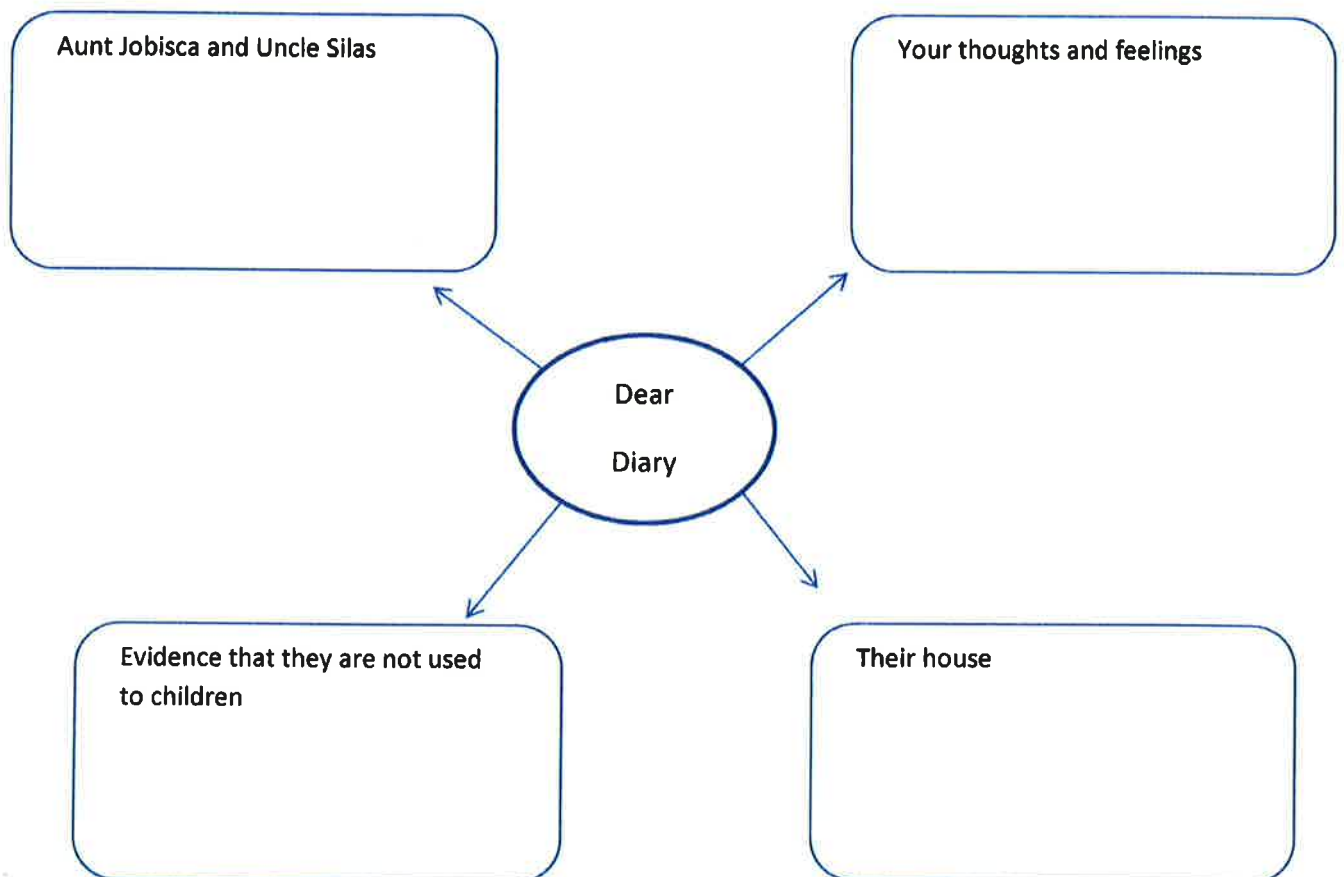 Aunt Jobisca and Uncle Silas
Your thoughts and feelings
Dear
Diary
Evidence that they are not used
to children
Their house